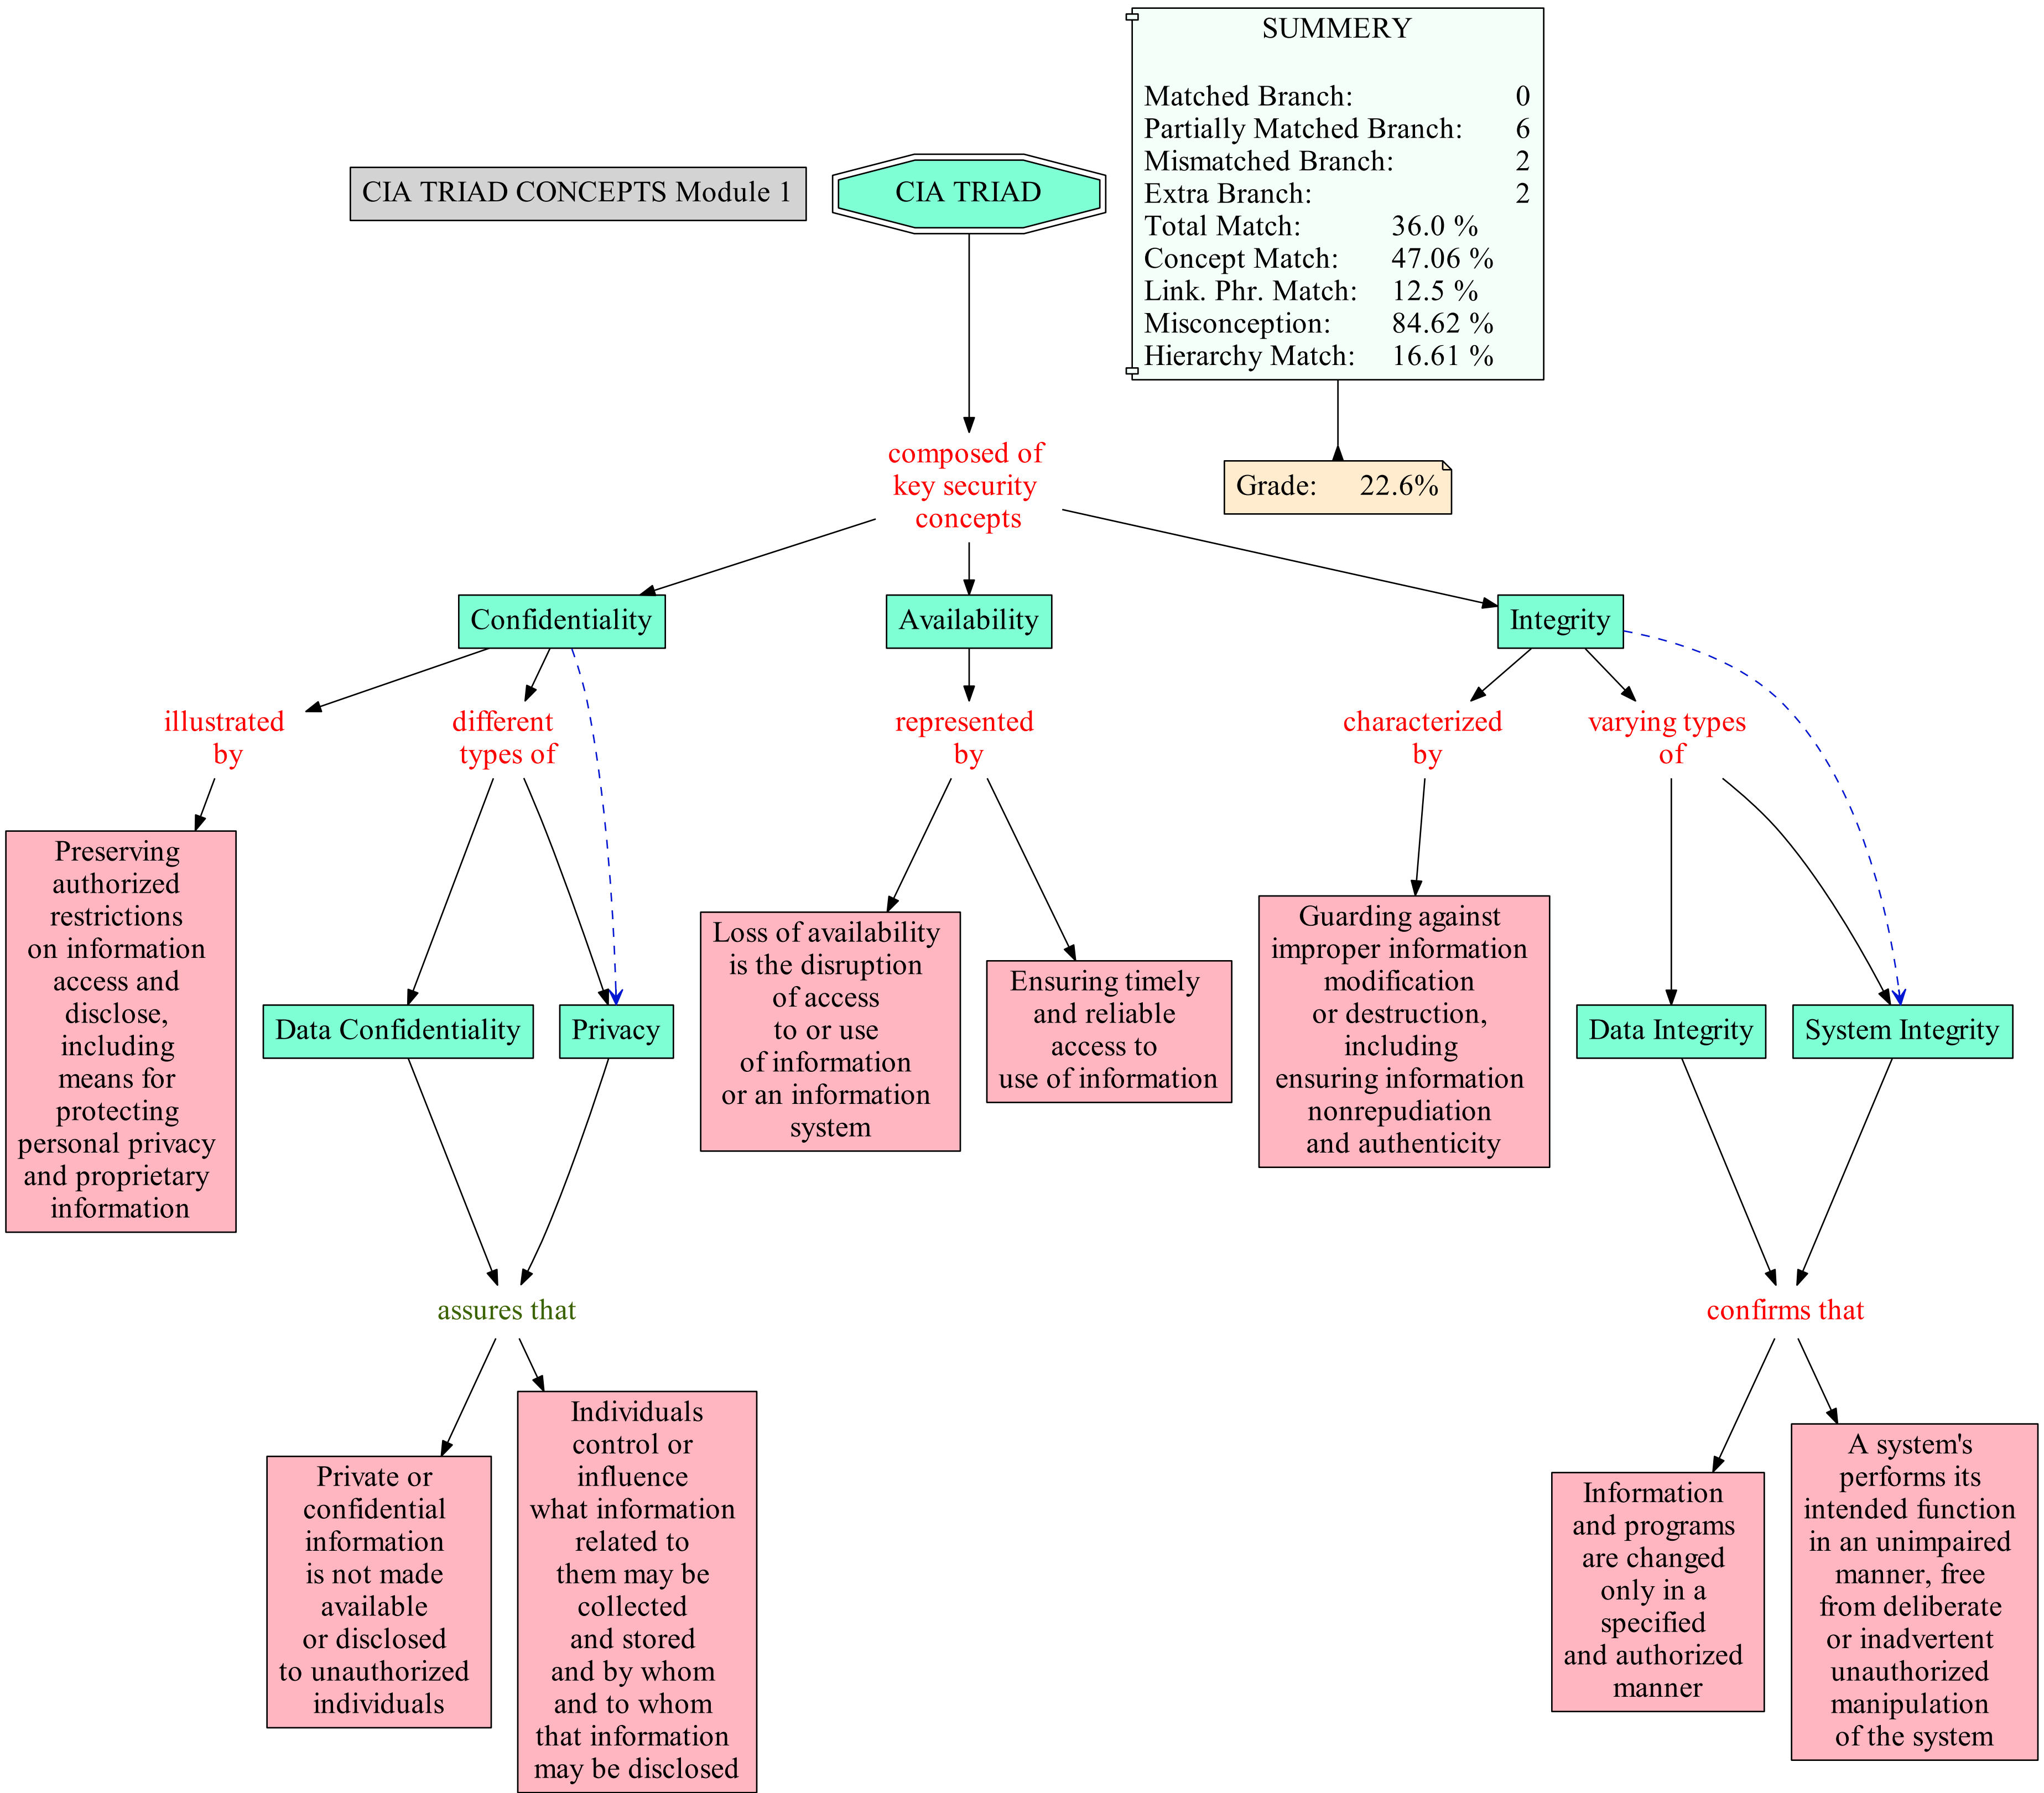 SUMMERY
Matched Branch: 0
Partially Matched Branch: 6
Mismatched Branch: 2
Extra Branch: 2
Total Match: 36.0 %
Concept Match: 47.06 %
Link. Phr. Match: 12.5 %
Misconception: 84.62 %
Hierarchy Match: 16.61 %
CIA TRIAD CONCEPTS Module 1
CIA TRIAD
Grade: 22.6%
composed of
key security
concepts
Confidentiality
Availability
Integrity
illustrated
by
different
types of
represented
by
characterized
by
varying types
of
Preserving
authorized
restrictions
on information
access and
disclose,
including
means for
protecting
personal privacy
and proprietary
information
Data Confidentiality
Privacy
Loss of availability
is the disruption
of access
to or use
of information
or an information
system
Ensuring timely
and reliable
access to
use of information
Guarding against
improper information
modification
or destruction,
including
ensuring information
nonrepudiation
and authenticity
Data Integrity
System Integrity
assures that
confirms that
Private or
confidential
information
is not made
available
or disclosed
to unauthorized
individuals
Individuals
control or
influence
what information
related to
them may be
collected
and stored
and by whom
and to whom
that information
may be disclosed
Information
and programs
are changed
only in a
specified
and authorized
manner
A system's
performs its
intended function
in an unimpaired
manner, free
from deliberate
or inadvertent
unauthorized
manipulation
of the system